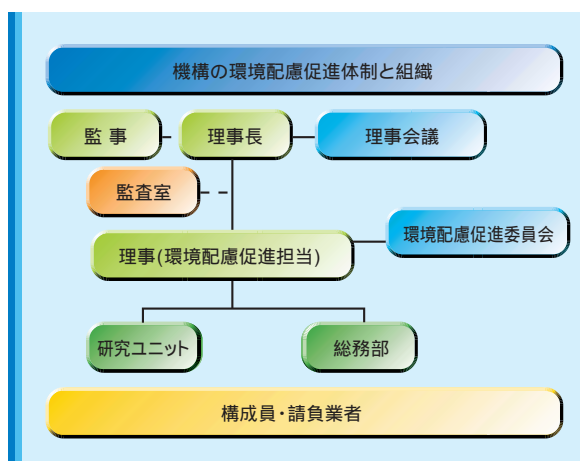 機構の環境配慮促進体制と組織
監 事
理事長
理事会議
監査室
環境配慮促進委員会
理事(環境配慮促進担当)
研究ユニット
総務部
構成員・請負業者